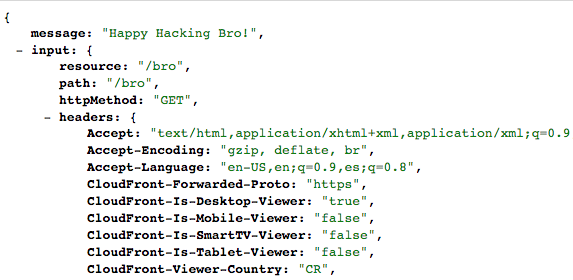 {
message: "Happy Hacking Bro!",
- input: {
resource: "/bro",
path: "/bro",
httpMethod: "GET",
- headers: {
Accept: "text/html,application/xhtml+xml,application/xml;q=0.9
Accept-Encoding: "gzip, deflate, br",
Accept-Language: "en-US,en;q=0.9,es;q=0.8",
CloudFront-Forwarded-Proto: "https",
CloudFront-Is-Desktop-Viewer: "true",
CloudFront-Is-Mobile-Viewer: "false",
CloudFront-Is-SmartTV-Viewer: "false",
CloudFront-Is-Tablet-Viewer: "false",
CloudFront-Viewer-Country: "CR",